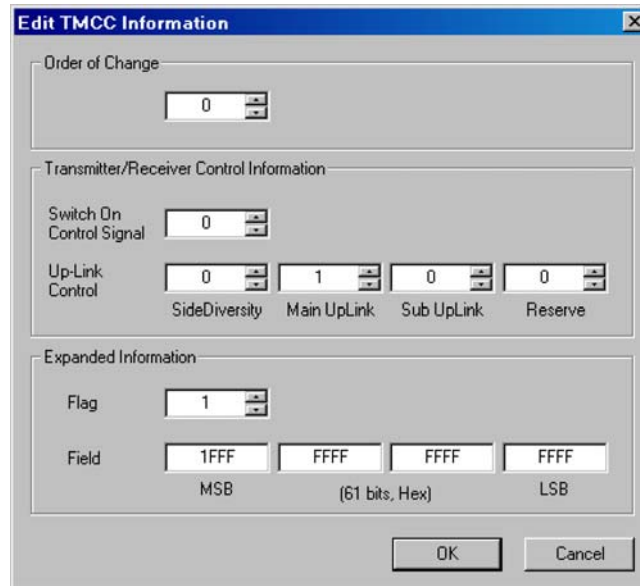 Edit TMCC Information
Order of Change
0
Transmitter/Receiver Control Information
Switch On
Control Signal
0
Up-Link
Control
0 1 0 0
SideDiversity Main UpLink Sub UpLink Reserve
Expanded Information
Flag 1
Field 1FFF FFFF FFFF FFFF
MSB (61 bits, Hex) LSB
OK Cancel